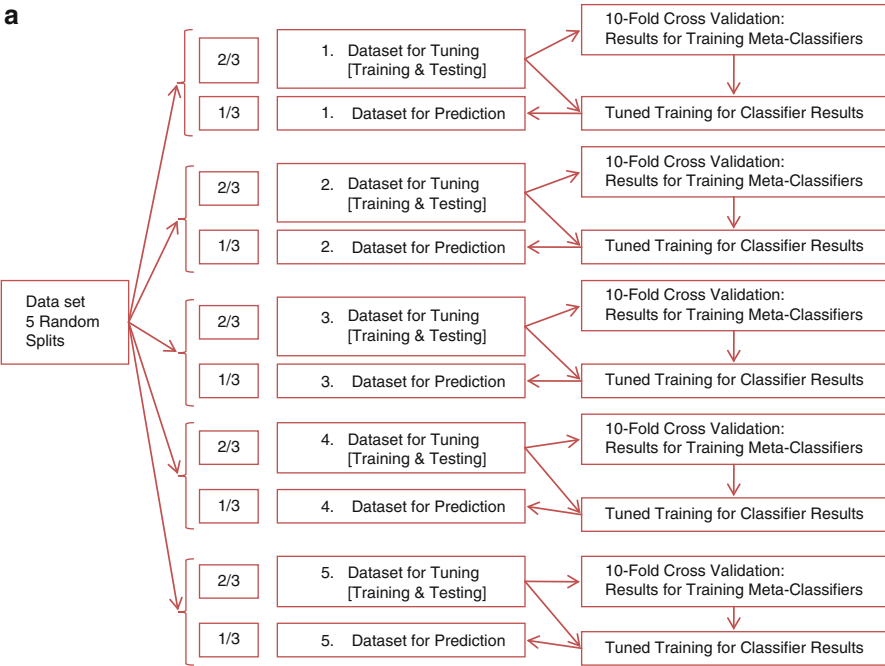 a
Data set
5 Random
Splits
2/3
1. Dataset for Tuning
[Training & Testing]
10-Fold Cross Validation:
Results for Training Meta-Classifiers
1/3
1. Dataset for Prediction
Tuned Training for Classifier Results
2/3
2. Dataset for Tuning
[Training & Testing]
10-Fold Cross Validation:
Results for Training Meta-Classifiers
1/3
2. Dataset for Prediction
Tuned Training for Classifier Results
2/3
3. Dataset for Tuning
[Training & Testing]
10-Fold Cross Validation:
Results for Training Meta-Classifiers
1/3
3. Dataset for Prediction
Tuned Training for Classifier Results
2/3
4. Dataset for Tuning
[Training & Testing]
10-Fold Cross Validation:
Results for Training Meta-Classifiers
1/3
4. Dataset for Prediction
Tuned Training for Classifier Results
2/3
5. Dataset for Tuning
[Training & Testing]
10-Fold Cross Validation:
Results for Training Meta-Classifiers
1/3
5. Dataset for Prediction
Tuned Training for Classifier Results